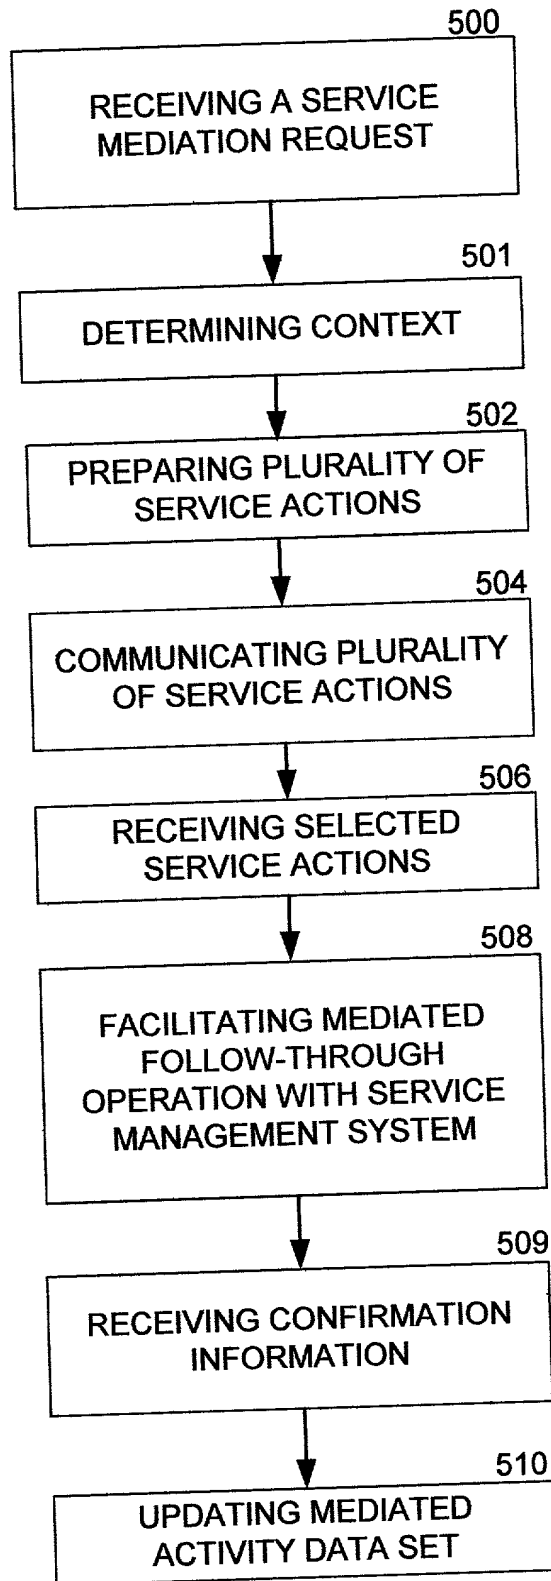 500
RECEIVING A SERVICE
MEDIATION REQUEST
501
DETERMINING CONTEXT
502
PREPARING PLURALITY OF
SERVICE ACTIONS
504
COMMUNICATING PLURALITY
OF SERVICE ACTIONS
506
RECEIVING SELECTED
SERVICE ACTIONS
508
FACILITATING MEDIATED
FOLLOW-THROUGH
OPERATION WITH SERVICE
MANAGEMENT SYSTEM
509
RECEIVING CONFIRMATION
INFORMATION
510
UPDATING MEDIATED
ACTIVITY DATA SET